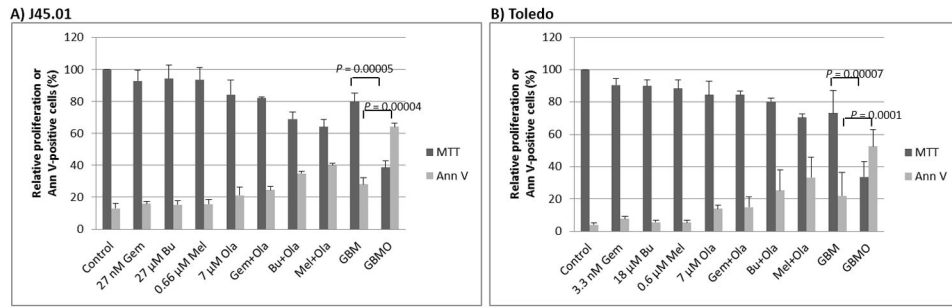 A) J45.01
Relative proliferation or
Ann V-positive cells (%)
120
100
80
60
40
20
0
P = 0.00005
P = 0.00004
MTT
Ann V
Control
27 nM Gem
27 µM Bu
0.66 µM Mel
7 µM Ola
Gem+Ola
Bu+Ola
Mel+Ola
GBM
GBMO
B) Toledo
Relative proliferation or
Ann V-positive cells (%)
120
100
80
60
40
20
0
P = 0.00007
P = 0.0001
MTT
Ann V
Control
3.3 nM Gem
18 µM Bu
0.6 µM Mel
7 µM Ola
Gem+Ola
Bu+Ola
Mel+Ola
GBM
GBMO